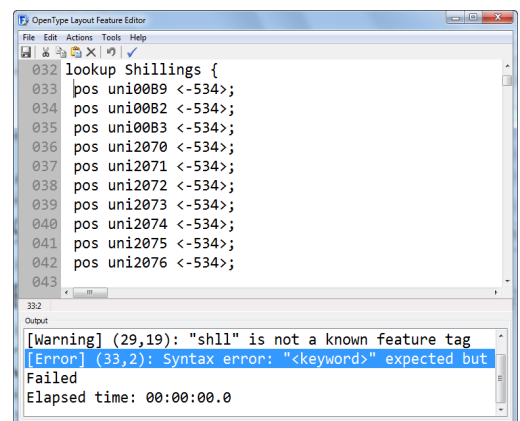 OpenType Layout Feature Editor
File Edit Actions Tools Help
032 lookup Shillings {
033 pos uni00B9 <-534>;
034 pos uni00B2 <-534>;
035 pos uni00B3 <-534>;
036 pos uni2070 <-534>;
037 pos uni2071 <-534>;
038 pos uni2072 <-534>;
039 pos uni2073 <-534>;
040 pos uni2074 <-534>;
041 pos uni2075 <-534>;
042 pos uni2076 <-534>;
043
33:2
Output
[Warning] (29,19): "shll" is not a known feature tag
[Error] (33,2): Syntax error: "<keyword>" expected but
Failed
Elapsed time: 00:00:00.0